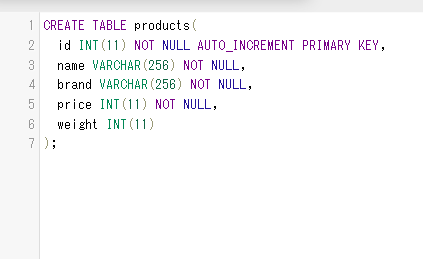 1 CREATE TABLE products(
2 id INT(11) NOT NULL AUTO_INCREMENT PRIMARY KEY,
3 name VARCHAR(256) NOT NULL,
4 brand VARCHAR(256) NOT NULL,
5 price INT(11) NOT NULL,
6 weight INT(11)
7 );